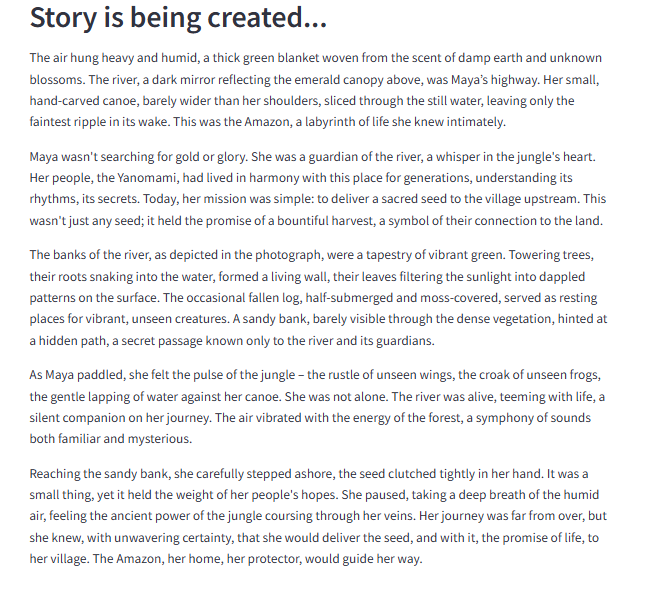 Story is being created...
The air hung heavy and humid, a thick green blanket woven from the scent of damp earth and unknown
blossoms. The river, a dark mirror reflecting the emerald canopy above, was Maya's highway. Her small,
hand-carved canoe, barely wider than her shoulders, sliced through the still water, leaving only the
faintest ripple in its wake. This was the Amazon, a labyrinth of life she knew intimately.
Maya wasn't searching for gold or glory. She was a guardian of the river, a whisper in the jungle's heart.
Her people, the Yanomami, had lived in harmony with this place for generations, understanding its
rhythms, its secrets. Today, her mission was simple: to deliver a sacred seed to the village upstream. This
wasn't just any seed; it held the promise of a bountiful harvest, a symbol of their connection to the land.
The banks of the river, as depicted in the photograph, were a tapestry of vibrant green. Towering trees,
their roots snaking into the water, formed a living wall, their leaves filtering the sunlight into dappled
patterns on the surface. The occasional fallen log, half-submerged and moss-covered, served as resting
places for vibrant, unseen creatures. A sandy bank, barely visible through the dense vegetation, hinted at
a hidden path, a secret passage known only to the river and its guardians.
As Maya paddled, she felt the pulse of the jungle – the rustle of unseen wings, the croak of unseen frogs,
the gentle lapping of water against her canoe. She was not alone. The river was alive, teeming with life, a
silent companion on her journey. The air vibrated with the energy of the forest, a symphony of sounds
both familiar and mysterious.
Reaching the sandy bank, she carefully stepped ashore, the seed clutched tightly in her hand. It was a
small thing, yet it held the weight of her people's hopes. She paused, taking a deep breath of the humid
air, feeling the ancient power of the jungle coursing through her veins. Her journey was far from over, but
she knew, with unwavering certainty, that she would deliver the seed, and with it, the promise of life, to
her village. The Amazon, her home, her protector, would guide her way.